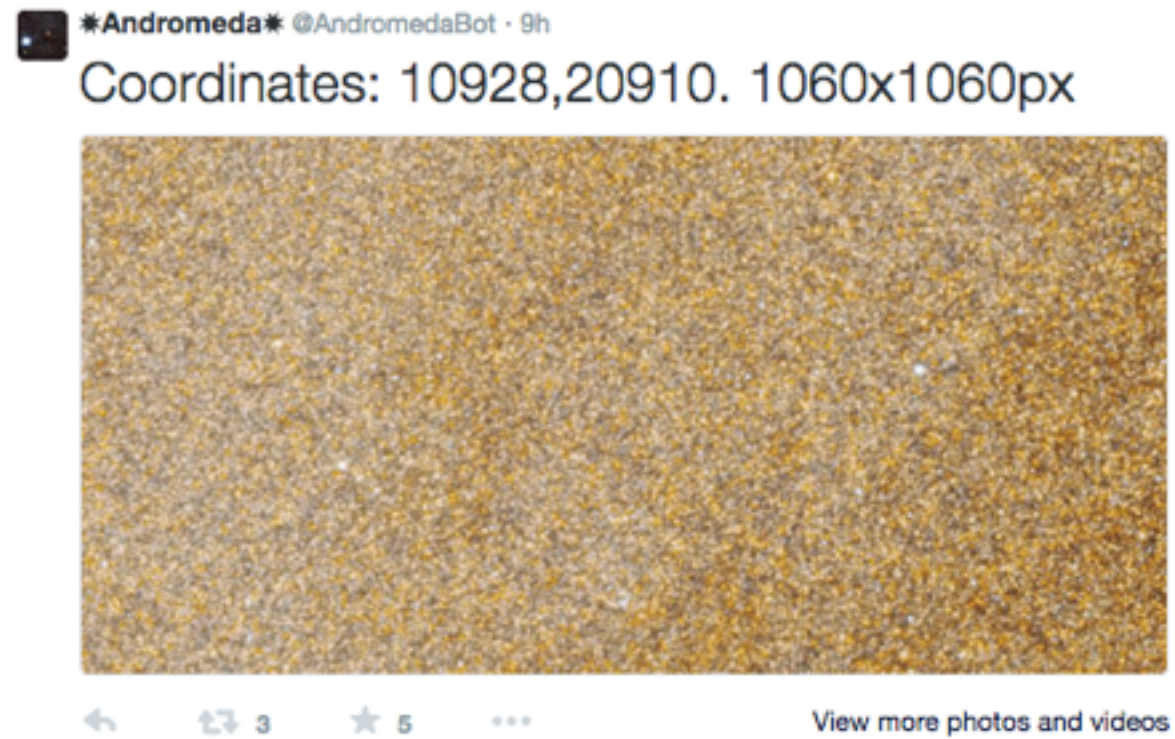 ✷Andromeda✷ @AndromedaBot · 9h
Coordinates: 10928,20910. 1060x1060px
3 5
View more photos and videos